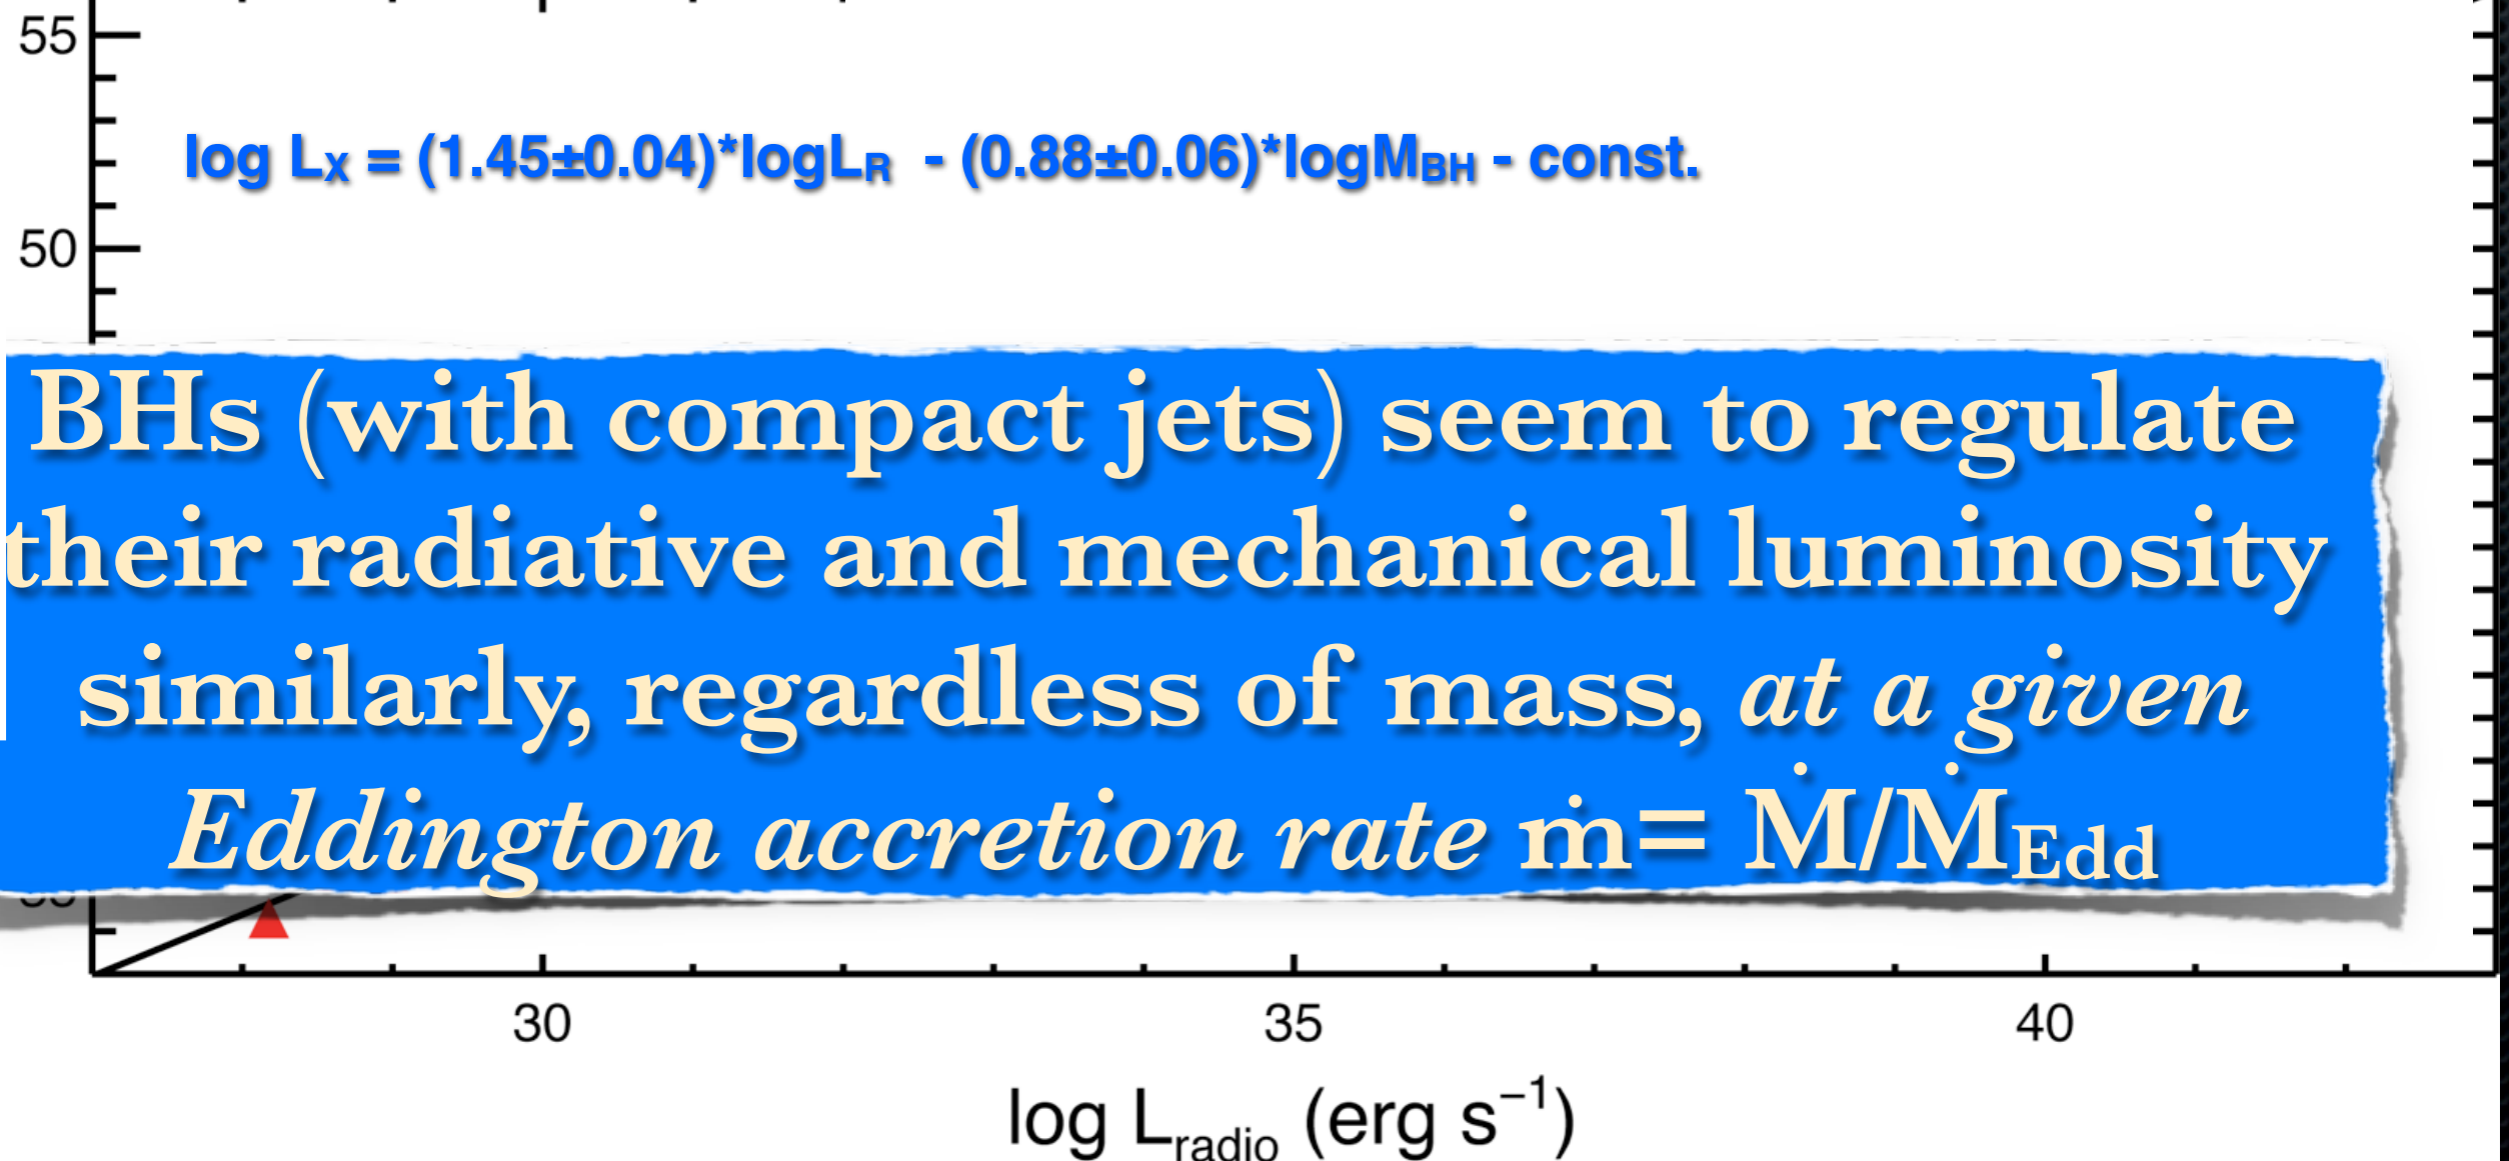 55
log LX = (1.45±0.04)*logLR - (0.88±0.06)*logMBH - const.
50
BHs (with compact jets) seem to regulate
their radiative and mechanical luminosity
similarly, regardless of mass, at a given
Eddington accretion rate ṁ= Ṁ/ṀEdd
30 35 40
log Lradio (erg s⁻¹)